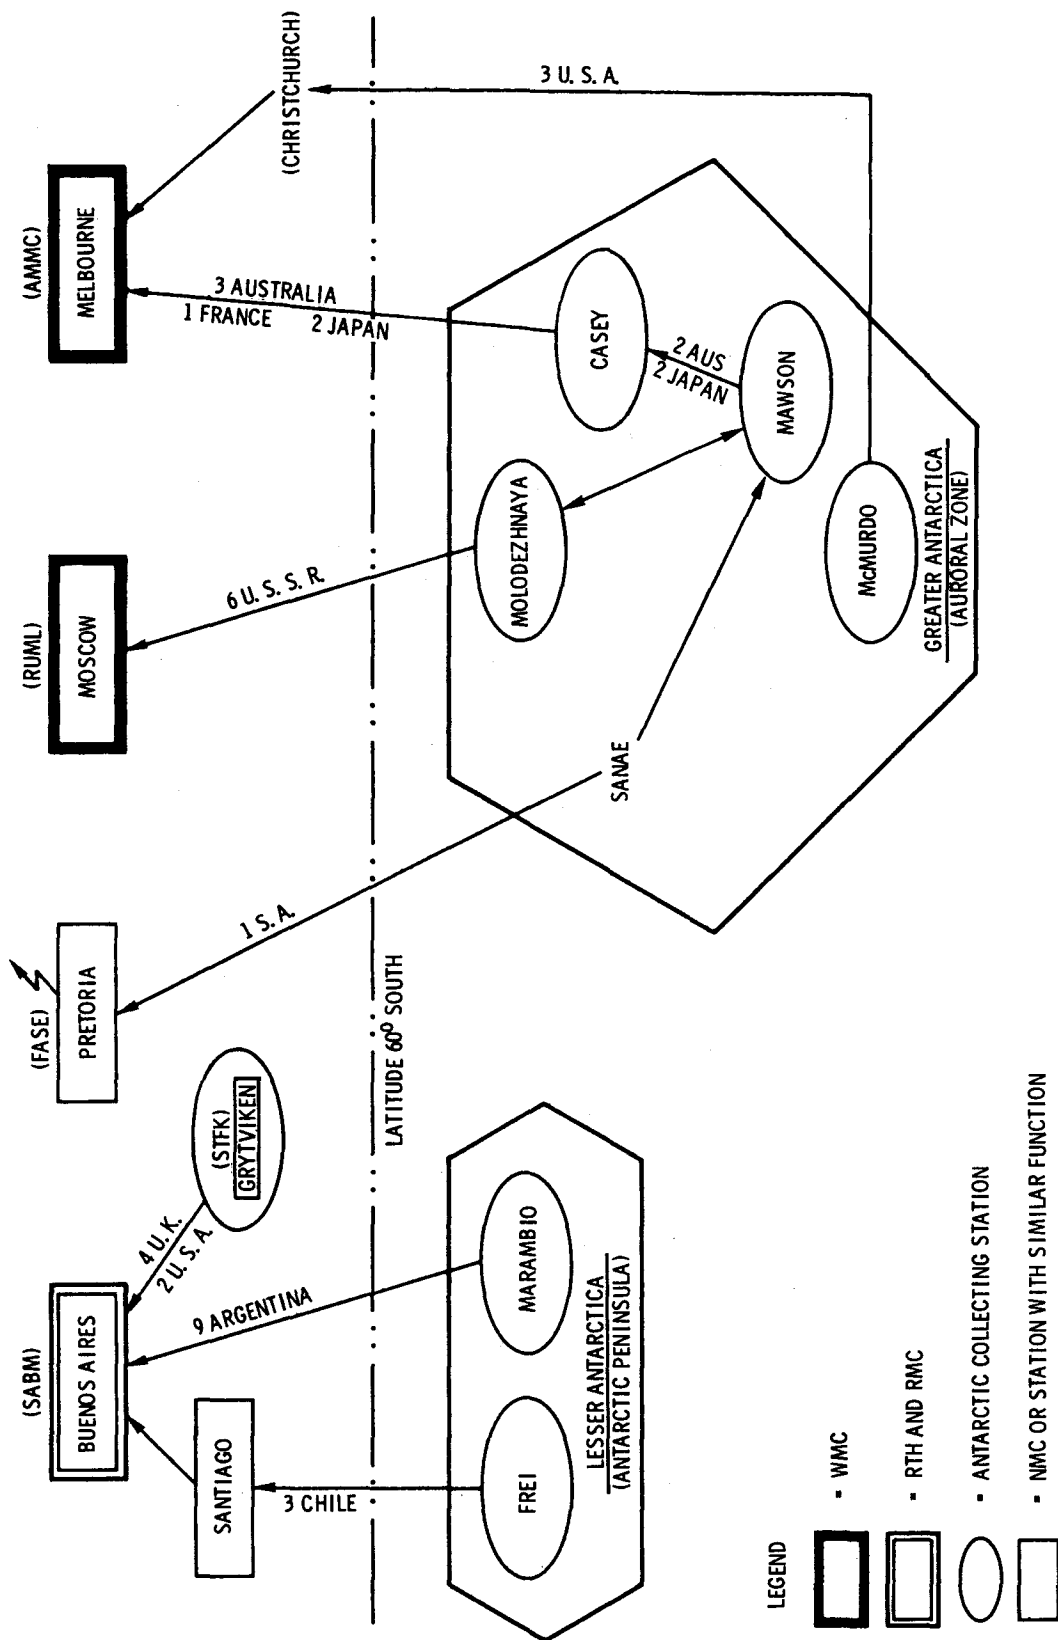 (SABM)
BUENOS AIRES
(FASE)
PRETORIA
(RUML)
MOSCOW
(AMMC)
MELBOURNE
SANTIAGO
4 U.K.
2 U.S.A.
(STFK)
GRYTVIKEN
(CHRISTCHURCH)
3 CHILE
9 ARGENTINA
1 S.A.
6 U.S.S.R.
3 AUSTRALIA
1 FRANCE 2 JAPAN
3 U.S.A.
LATITUDE 60⁰ SOUTH
FREI
MARAMBIO
LESSER ANTARCTICA
(ANTARCTIC PENINSULA)
SANAE
MOLODEZHNAYA
CASEY
2 AUS
2 JAPAN
MAWSON
McMURDO
GREATER ANTARCTICA
(AURORAL ZONE)
LEGEND
= WMC
= RTH AND RMC
= ANTARCTIC COLLECTING STATION
= NMC OR STATION WITH SIMILAR FUNCTION